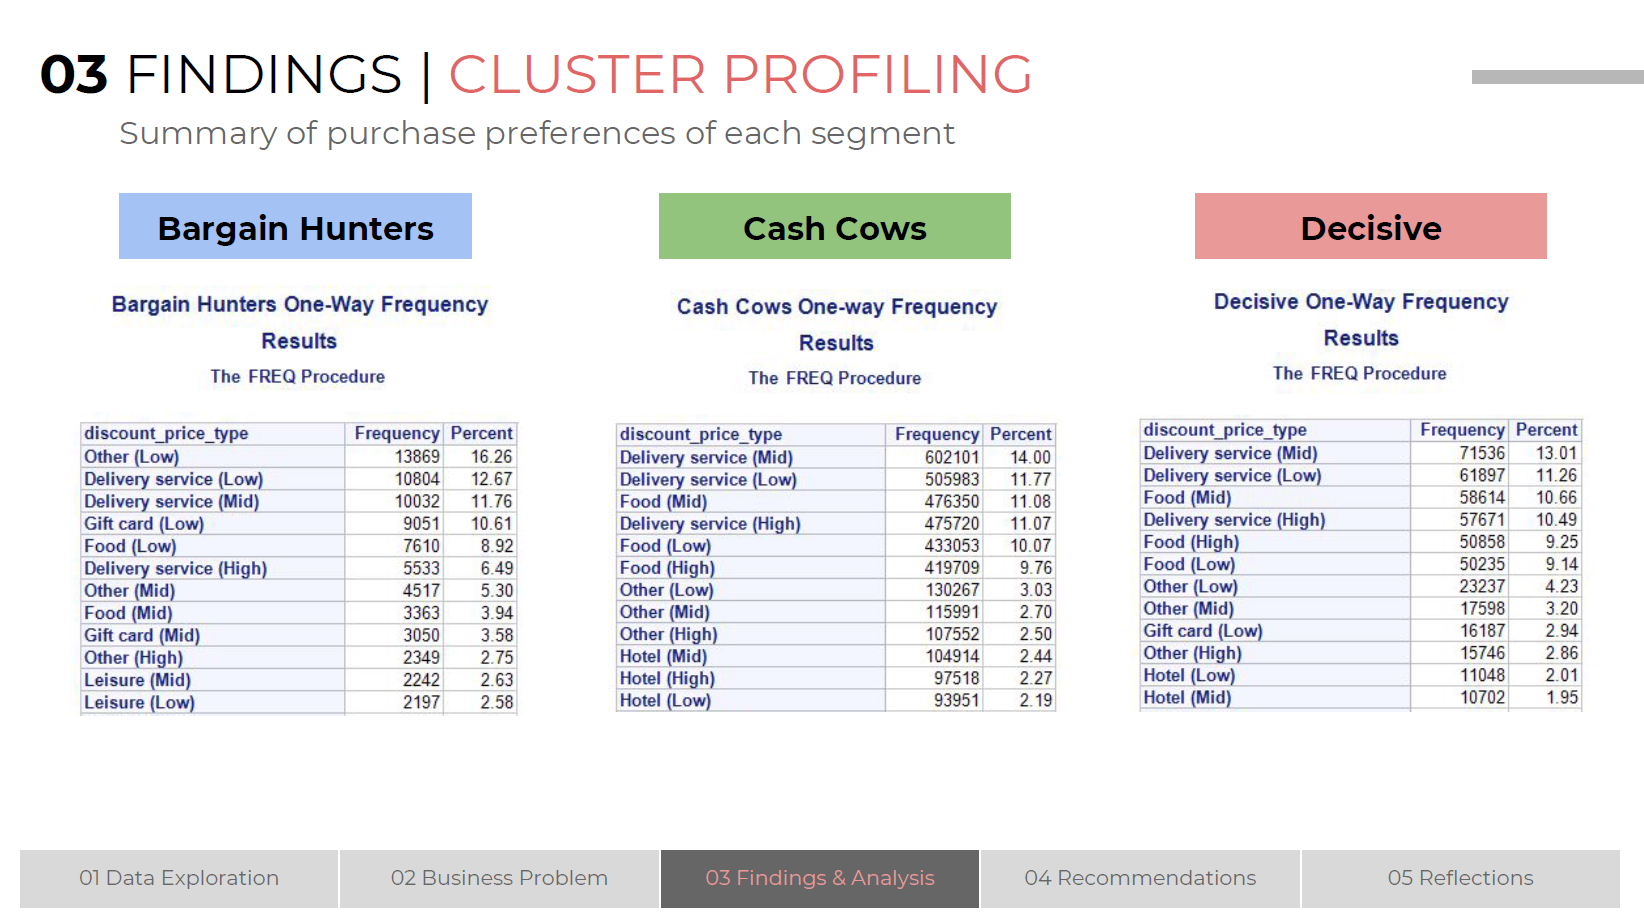 03 FINDINGS | CLUSTER PROFILING
Summary of purchase preferences of each segment
Bargain Hunters
Bargain Hunters One-Way Frequency
Results
The FREQ Procedure
discount_price_type Frequency Percent
Other (Low) 13869 16.26
Delivery service (Low) 10804 12.67
Delivery service (Mid) 10032 11.76
Gift card (Low) 9051 10.61
Food (Low) 7610 8.92
Delivery service (High) 5533 6.49
Other (Mid) 4517 5.30
Food (Mid) 3363 3.94
Gift card (Mid) 3050 3.58
Other (High) 2349 2.75
Leisure (Mid) 2242 2.63
Leisure (Low) 2197 2.58
Cash Cows
Cash Cows One-way Frequency
Results
The FREQ Procedure
discount_price_type Frequency Percent
Delivery service (Mid) 602101 14.00
Delivery service (Low) 505983 11.77
Food (Mid) 476350 11.08
Delivery service (High) 475720 11.07
Food (Low) 433053 10.07
Food (High) 419709 9.76
Other (Low) 130267 3.03
Other (Mid) 115991 2.70
Other (High) 107552 2.50
Hotel (Mid) 104914 2.44
Hotel (High) 97518 2.27
Hotel (Low) 93951 2.19
Decisive
Decisive One-Way Frequency
Results
The FREQ Procedure
discount_price_type Frequency Percent
Delivery service (Mid) 71536 13.01
Delivery service (Low) 61897 11.26
Food (Mid) 58614 10.66
Delivery service (High) 57671 10.49
Food (High) 50858 9.25
Food (Low) 50235 9.14
Other (Low) 23237 4.23
Other (Mid) 17598 3.20
Gift card (Low) 16187 2.94
Other (High) 15746 2.86
Hotel (Low) 11048 2.01
Hotel (Mid) 10702 1.95
01 Data Exploration
02 Business Problem
03 Findings & Analysis
04 Recommendations
05 Reflections